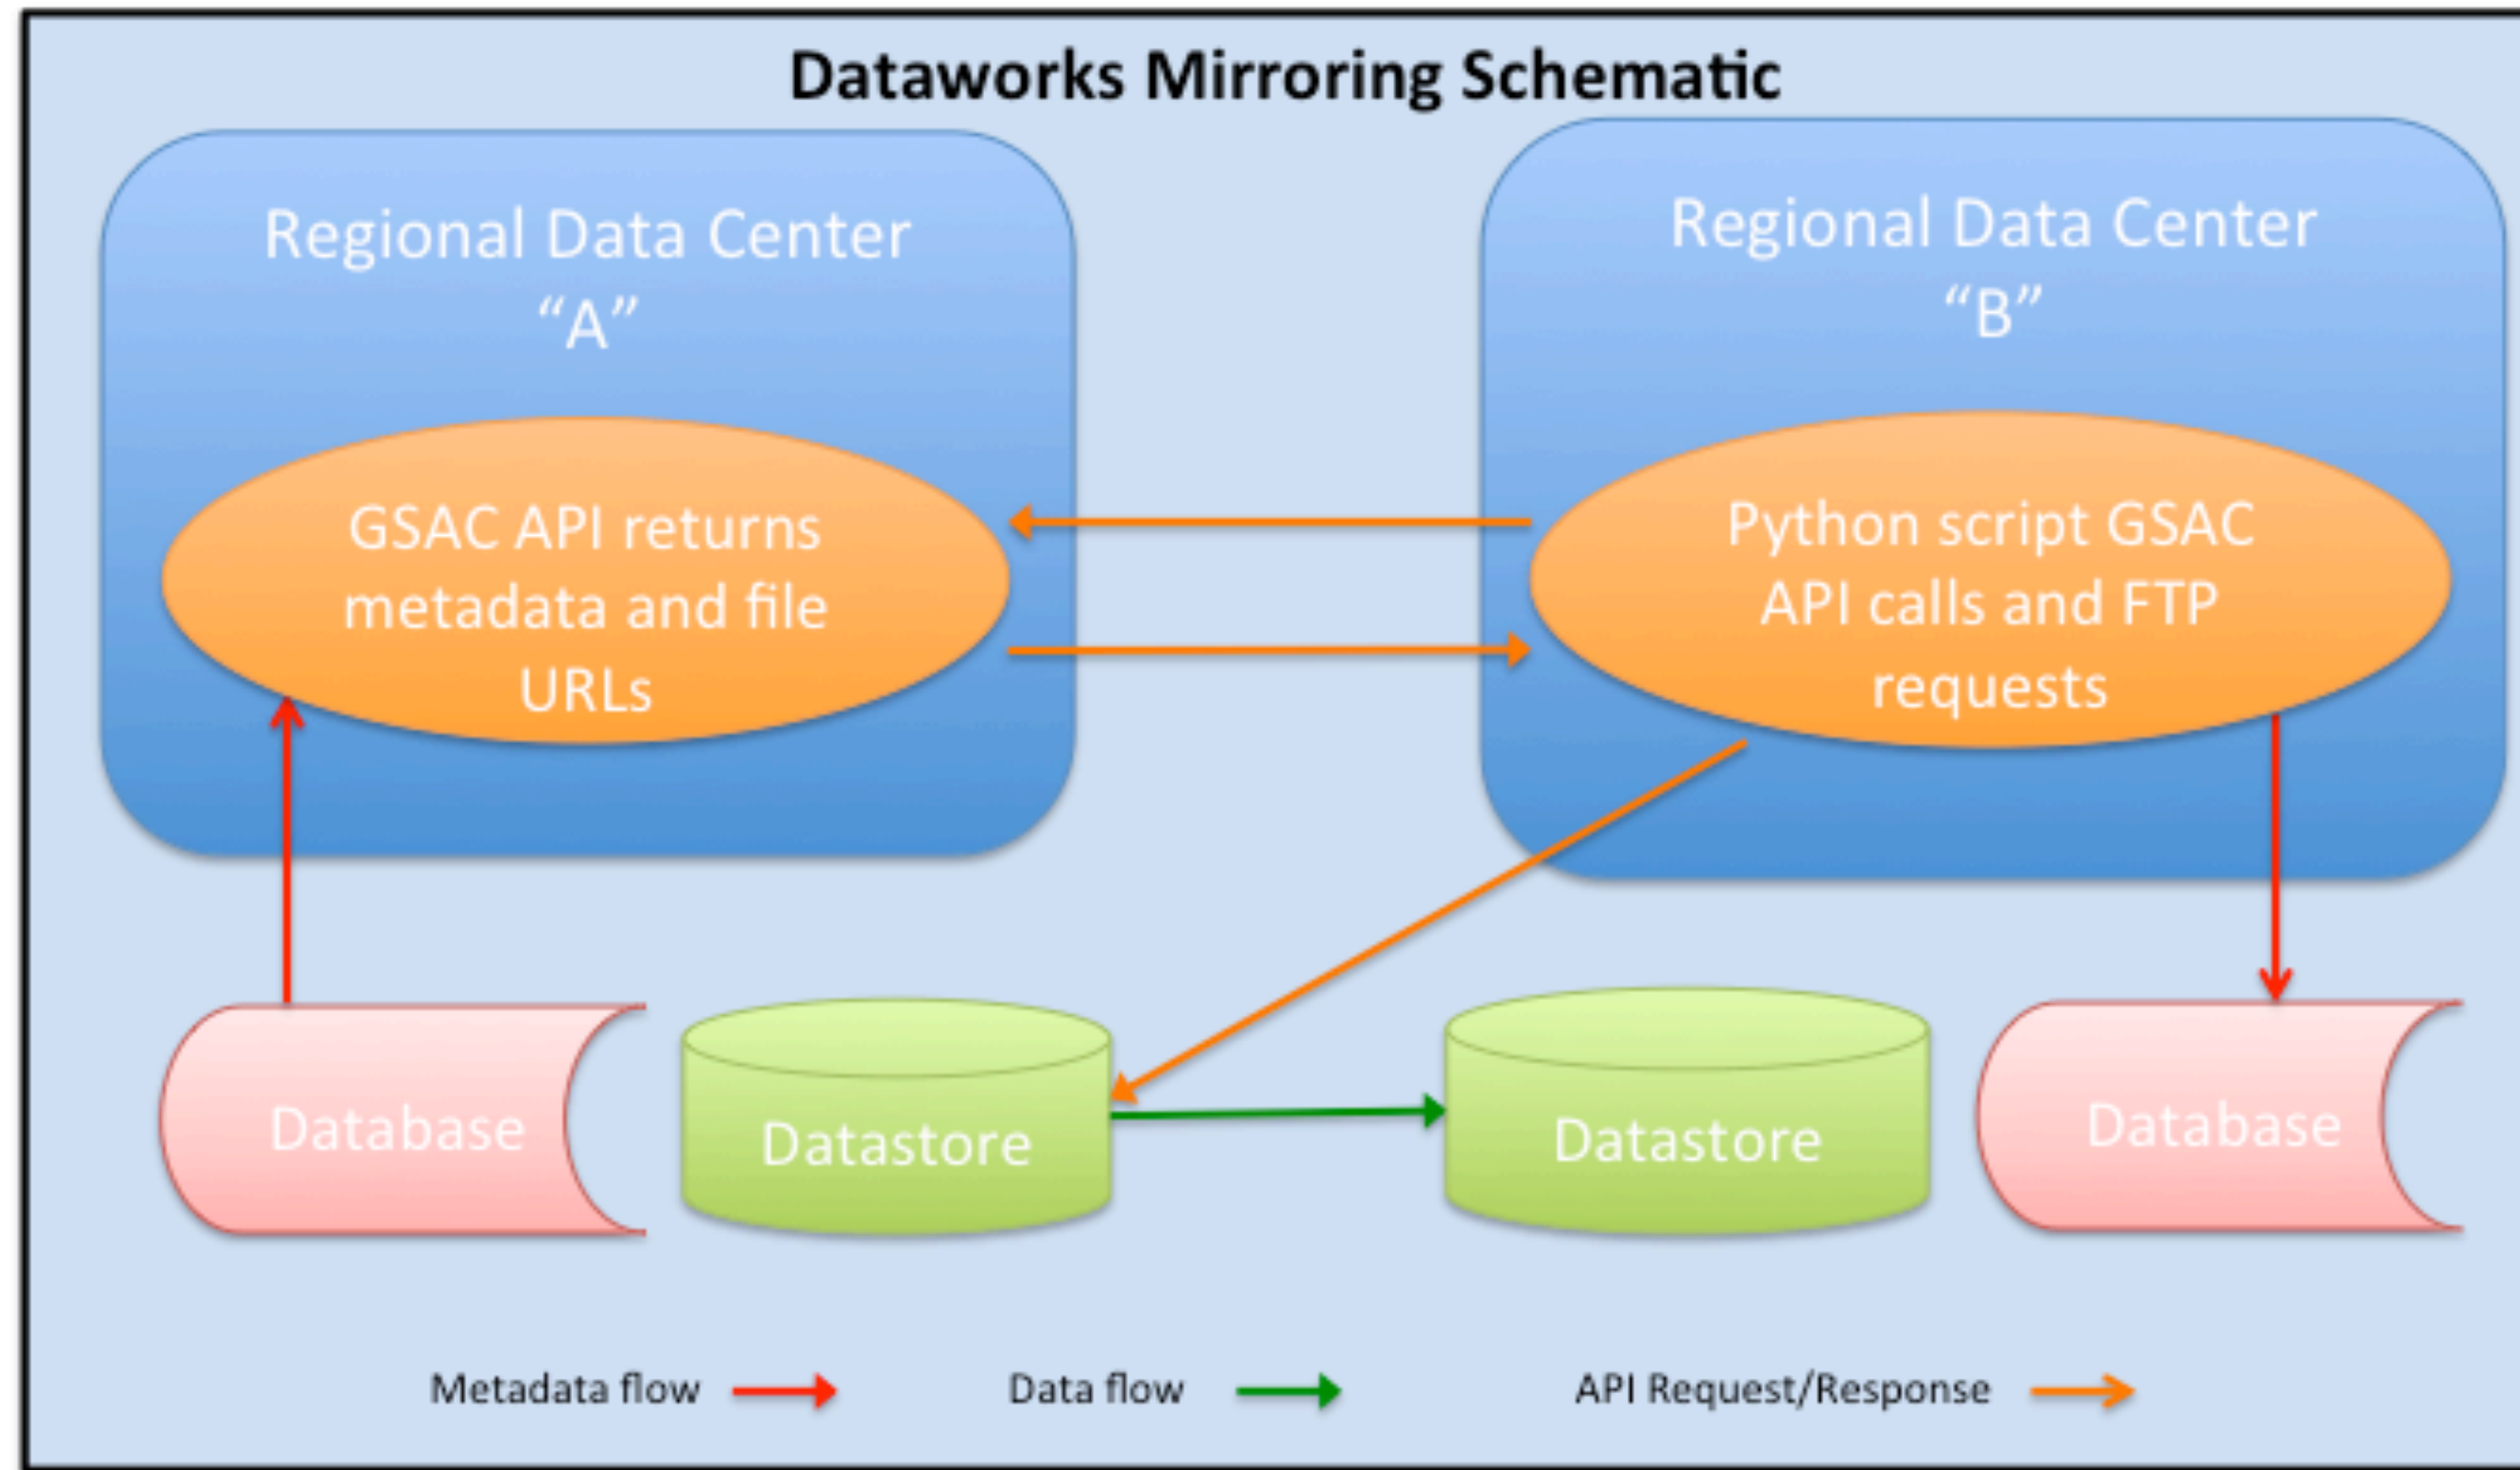 Dataworks Mirroring Schematic
Regional Data Center
“A”
GSAC API returns
metadata and file
URLs
Regional Data Center
“B”
Python script GSAC
API calls and FTP
requests
Database
Datastore
Datastore
Database
Metadata flow
Data flow
API Request/Response